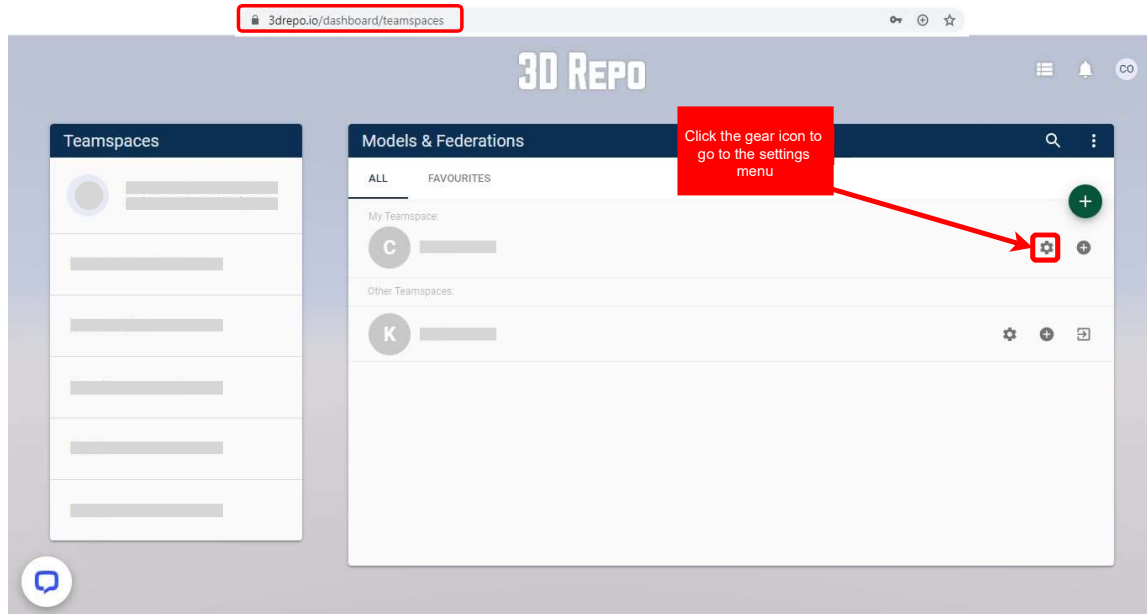 3drepo.io/dashboard/teamspaces
3D REPO
CO
Teamspaces
Models & Federations
Click the gear icon to
go to the settings
menu
ALL FAVOURITES
My Teamspace:
C
Other Teamspaces:
K